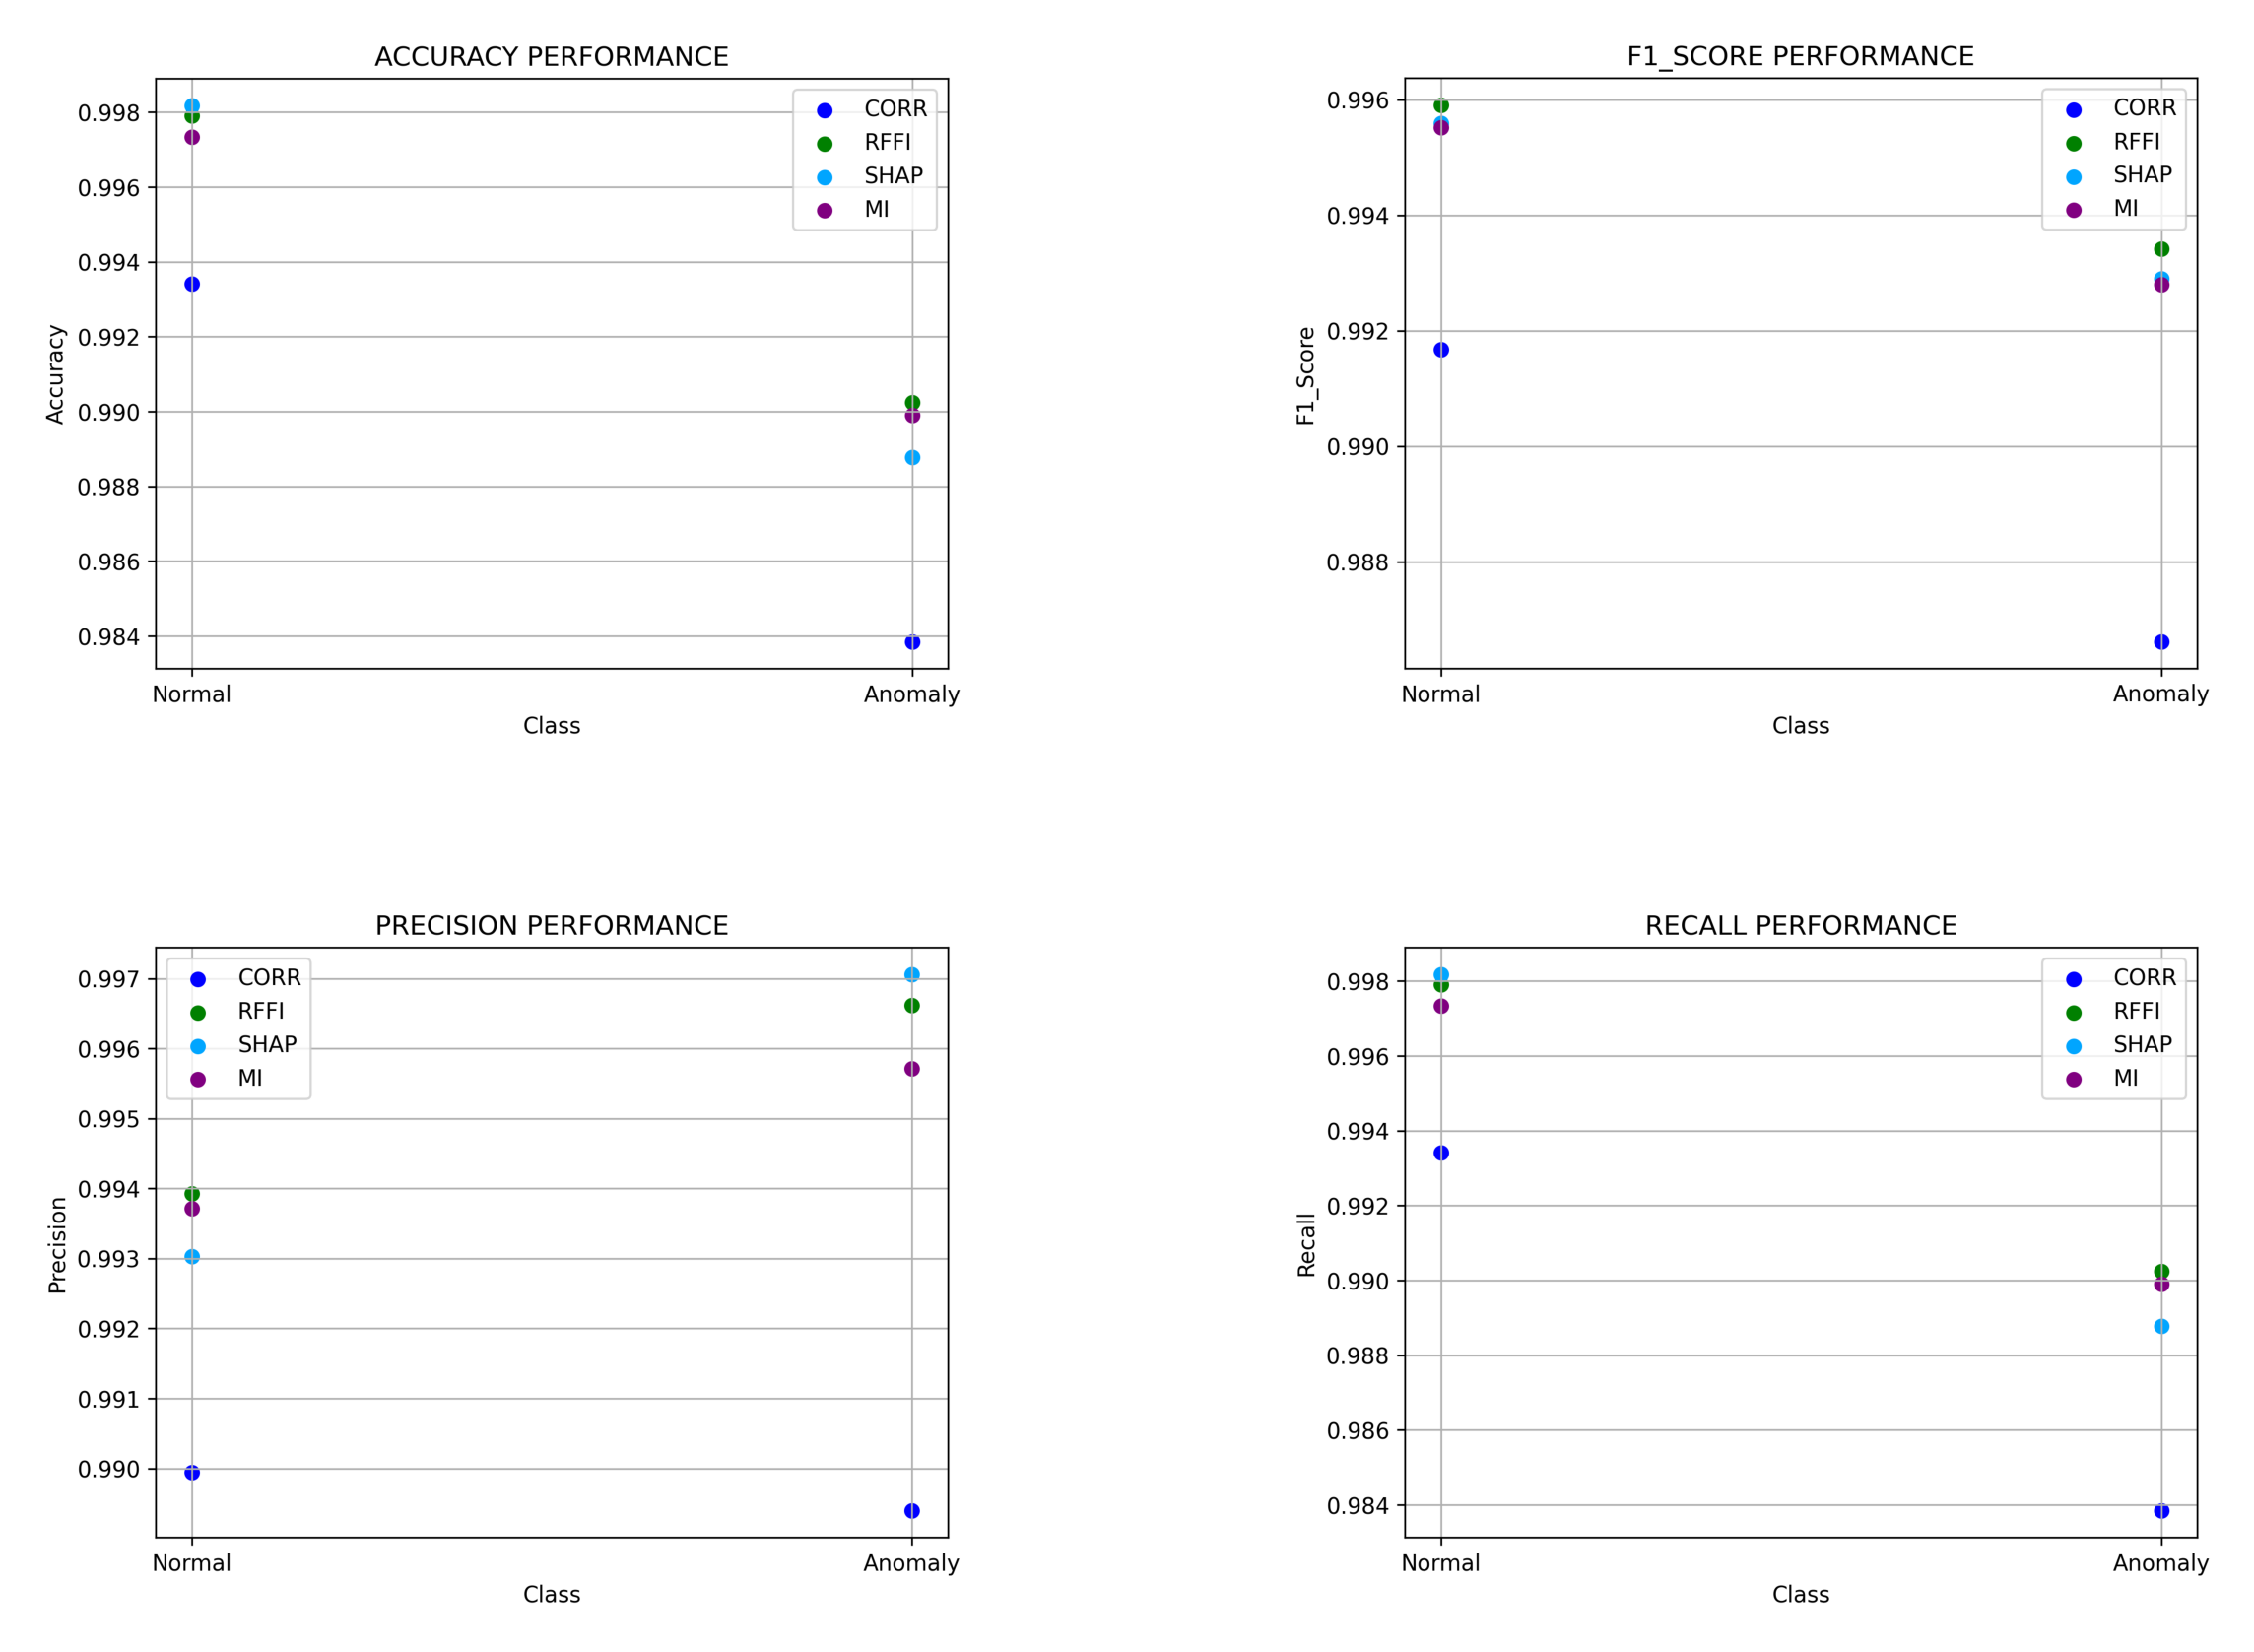 ACCURACY PERFORMANCE
0.998
0.996
0.994
0.992
0.990
0.988
0.986
0.984
Accuracy
CORR
RFFI
SHAP
MI
Normal
Anomaly
Class
F1_SCORE PERFORMANCE
0.996
0.994
0.992
0.990
0.988
F1_Score
CORR
RFFI
SHAP
MI
Normal
Anomaly
Class
PRECISION PERFORMANCE
0.997
0.996
0.995
0.994
0.993
0.992
0.991
0.990
Precision
CORR
RFFI
SHAP
MI
Normal
Anomaly
Class
RECALL PERFORMANCE
0.998
0.996
0.994
0.992
0.990
0.988
0.986
0.984
Recall
CORR
RFFI
SHAP
MI
Normal
Anomaly
Class